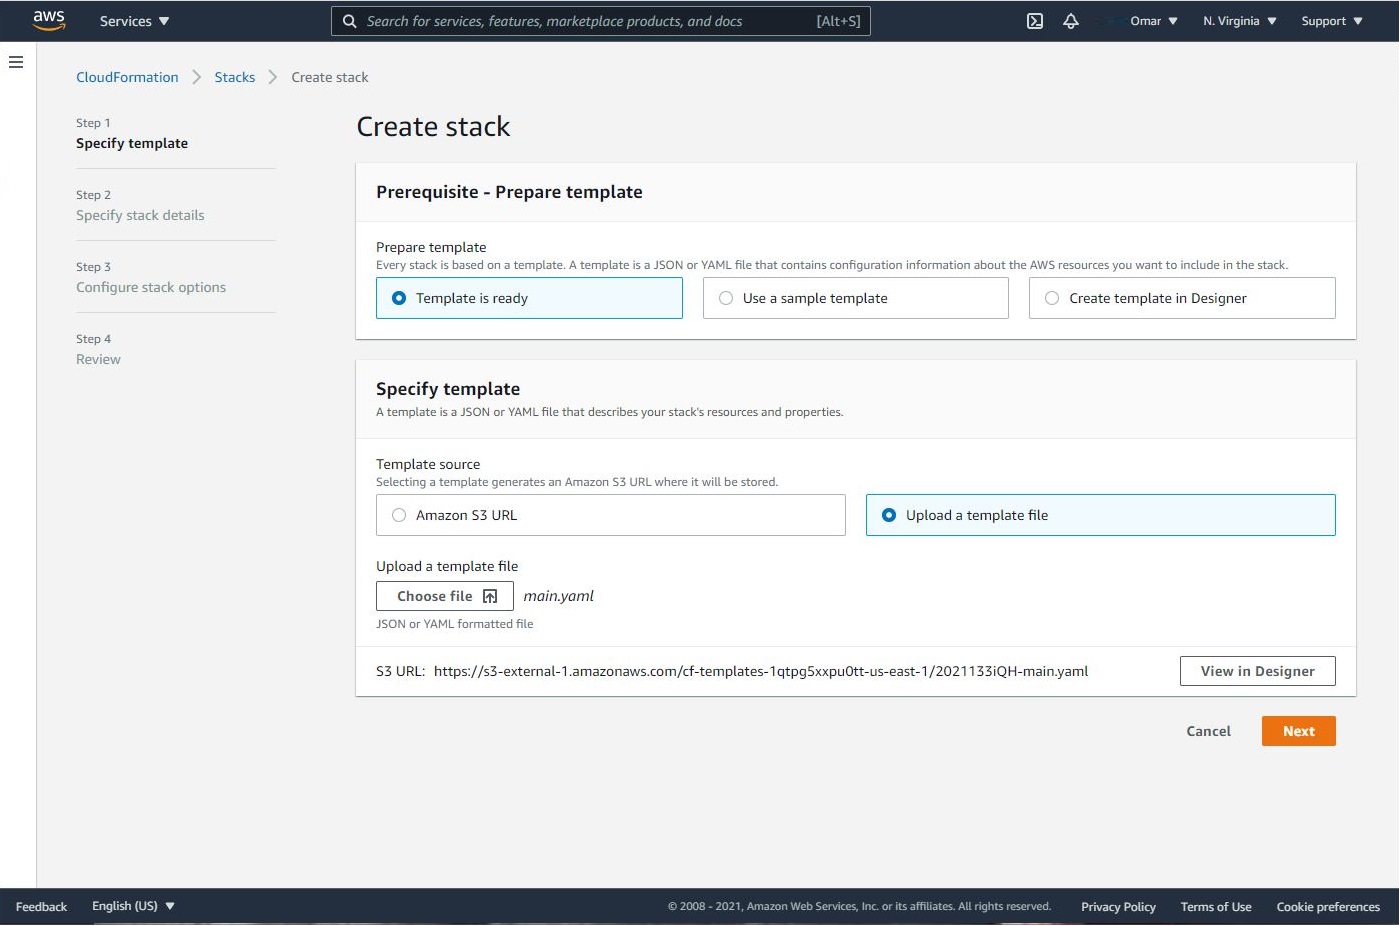 aws Services ▼ Search for services, features, marketplace products, and docs [Alt+S] Omar ▼ N. Virginia ▼ Support ▼
CloudFormation > Stacks > Create stack
Step 1
Specify template
Step 2
Specify stack details
Step 3
Configure stack options
Step 4
Review
Create stack
Prerequisite - Prepare template
Prepare template
Every stack is based on a template. A template is a JSON or YAML file that contains configuration information about the AWS resources you want to include in the stack.
Template is ready Use a sample template Create template in Designer
Specify template
A template is a JSON or YAML file that describes your stack's resources and properties.
Template source
Selecting a template generates an Amazon S3 URL where it will be stored.
Amazon S3 URL Upload a template file
Upload a template file
Choose file main.yaml
JSON or YAML formatted file
S3 URL: https://s3-external-1.amazonaws.com/cf-templates-1qtpg5xxpu0tt-us-east-1/2021133iQH-main.yaml View in Designer
Cancel Next
Feedback English (US) ▼ © 2008 - 2021, Amazon Web Services, Inc. or its affiliates. All rights reserved. Privacy Policy Terms of Use Cookie preferences